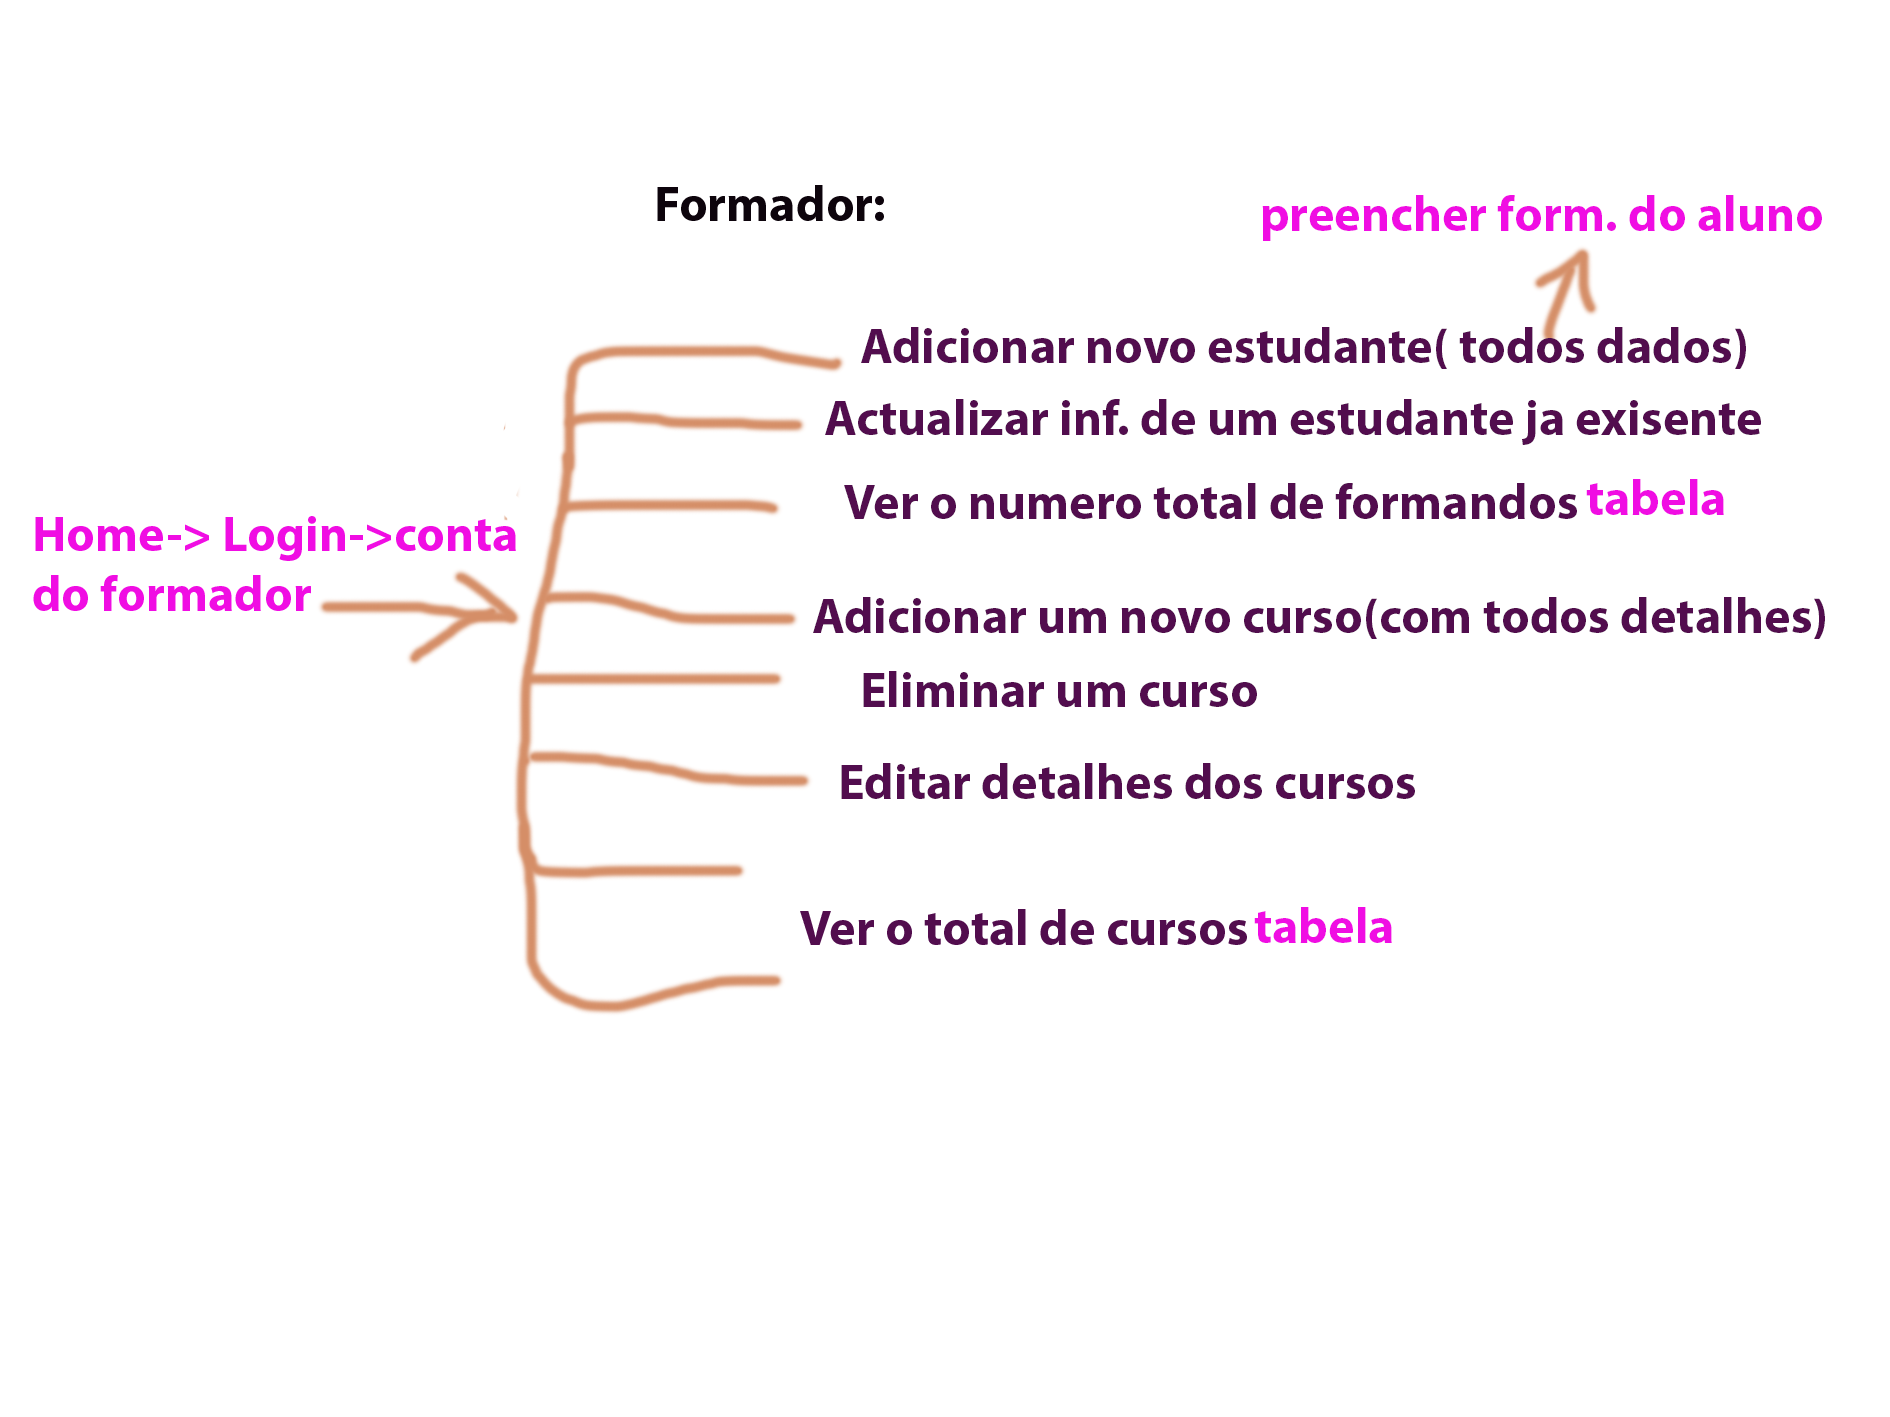 Formador:
preencher form. do aluno
Adicionar novo estudante( todos dados)
Actualizar inf. de um estudante ja exisente
Ver o numero total de formandos tabela
Home-> Login->conta
do formador
Adicionar um novo curso(com todos detalhes)
Eliminar um curso
Editar detalhes dos cursos
Ver o total de cursos tabela